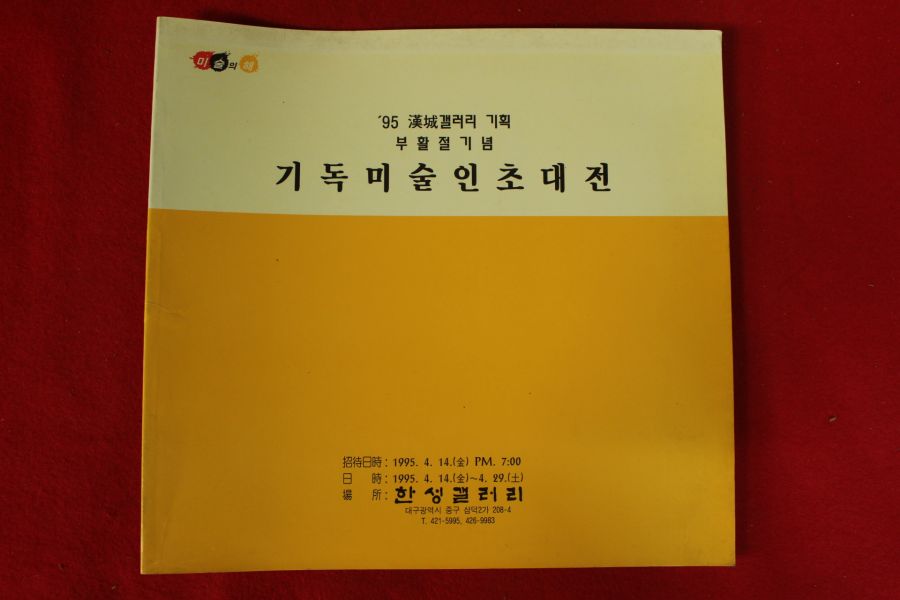 미술의해
'95 漢城갤러리 기획
부활절기념
기독미술인초대전
招待日時 : 1995. 4. 14.(金) PM. 7:00
日 時 : 1995. 4. 14.(金)~4. 29.(土)
場 所 : 한성갤러리
대구광역시 중구 삼덕2가 208-4
T. 421-5995, 426-9983